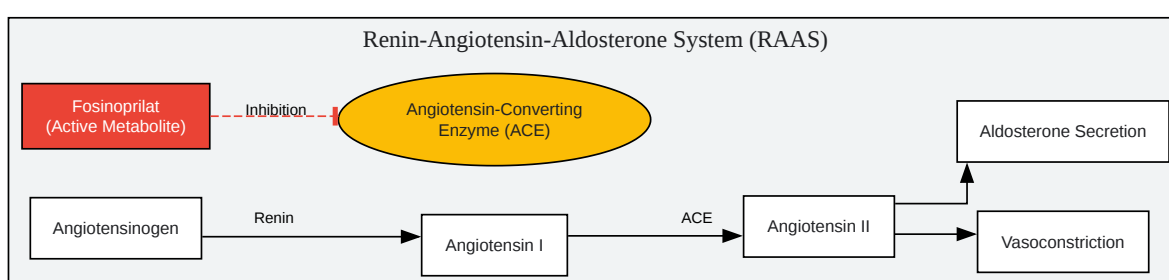 Renin-Angiotensin-Aldosterone System (RAAS)
Fosinoprilat
(Active Metabolite)
Inhibition
Angiotensin-Converting
Enzyme (ACE)
Aldosterone Secretion
Angiotensinogen
Renin
Angiotensin I
ACE
Angiotensin II
Vasoconstriction